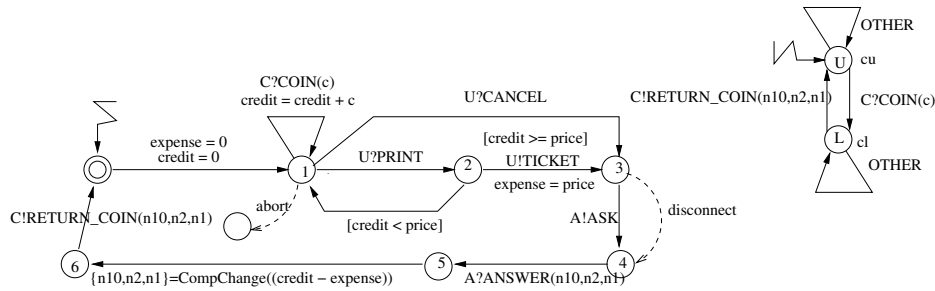 OTHER
U
cu
C?COIN(c)
credit = credit + c
U?CANCEL
C!RETURN_COIN(n10,n2,n1)
C?COIN(c)
expense = 0
credit = 0
[credit >= price]
L
cl
U?PRINT
U!TICKET
OTHER
1
2
3
expense = price
abort
[credit < price]
A!ASK
disconnect
C!RETURN_COIN(n10,n2,n1)
6
5
4
{n10,n2,n1}=CompChange((credit − expense))
A?ANSWER(n10,n2,n1)